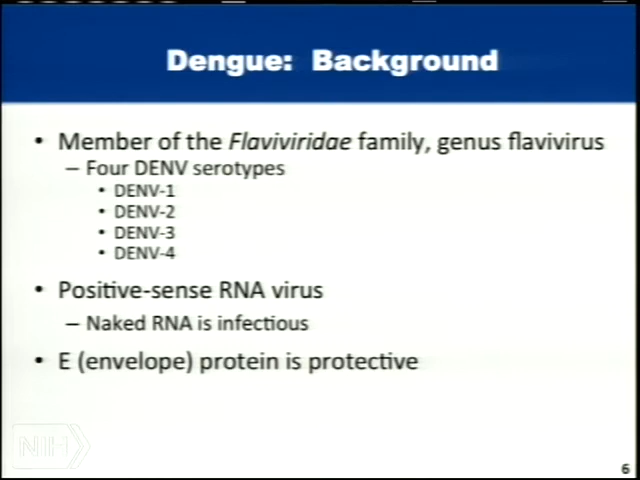 Dengue: Background
• Member of the Flaviviridae family, genus flavivirus
– Four DENV serotypes
• DENV-1
• DENV-2
• DENV-3
• DENV-4
• Positive-sense RNA virus
– Naked RNA is infectious
• E (envelope) protein is protective
NIH
6